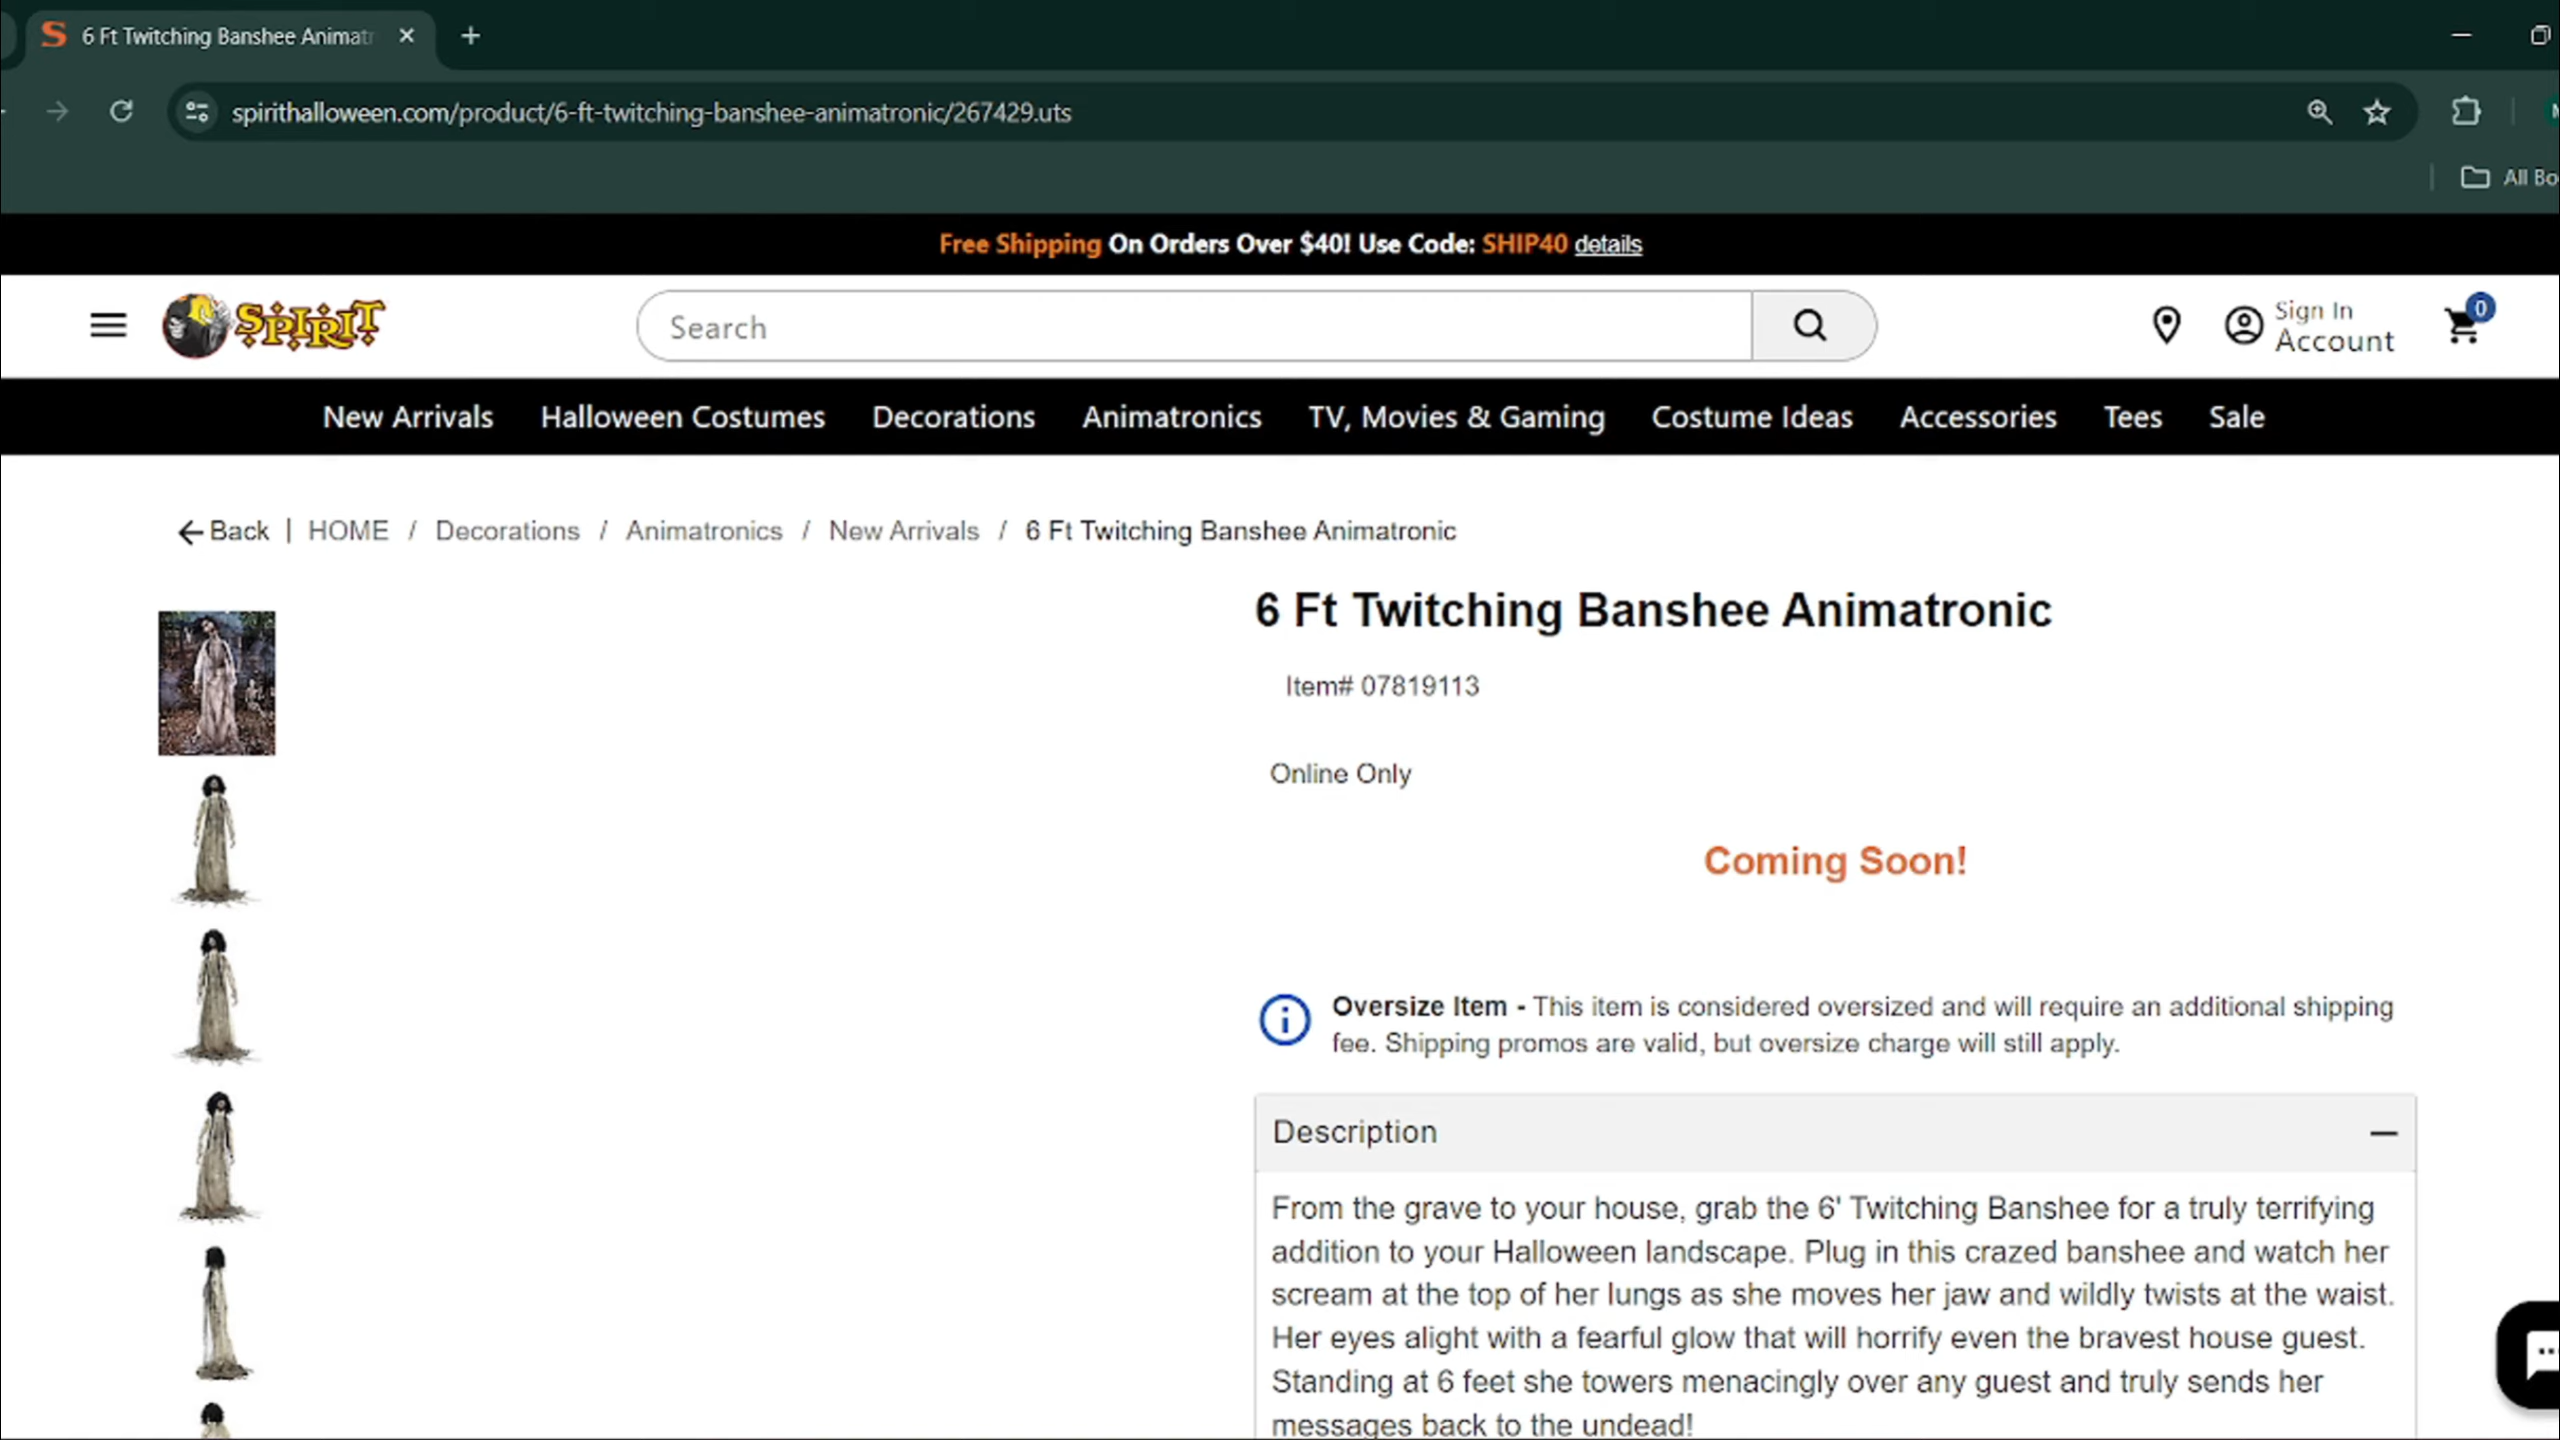 6 Ft Twitching Banshee Animatr
spirithalloween.com/product/6-ft-twitching-banshee-animatronic/267429.uts
All Bo
Free Shipping On Orders Over $40! Use Code: SHIP40 details
SPIRIT
Search
Sign In
Account
0
New Arrivals Halloween Costumes Decorations Animatronics TV, Movies & Gaming Costume Ideas Accessories Tees Sale
Back | HOME / Decorations / Animatronics / New Arrivals / 6 Ft Twitching Banshee Animatronic
6 Ft Twitching Banshee Animatronic
Item# 07819113
Online Only
Coming Soon!
Oversize Item - This item is considered oversized and will require an additional shipping
fee. Shipping promos are valid, but oversize charge will still apply.
Description
From the grave to your house, grab the 6' Twitching Banshee for a truly terrifying
addition to your Halloween landscape. Plug in this crazed banshee and watch her
scream at the top of her lungs as she moves her jaw and wildly twists at the waist.
Her eyes alight with a fearful glow that will horrify even the bravest house guest.
Standing at 6 feet she towers menacingly over any guest and truly sends her
messages back to the undead!